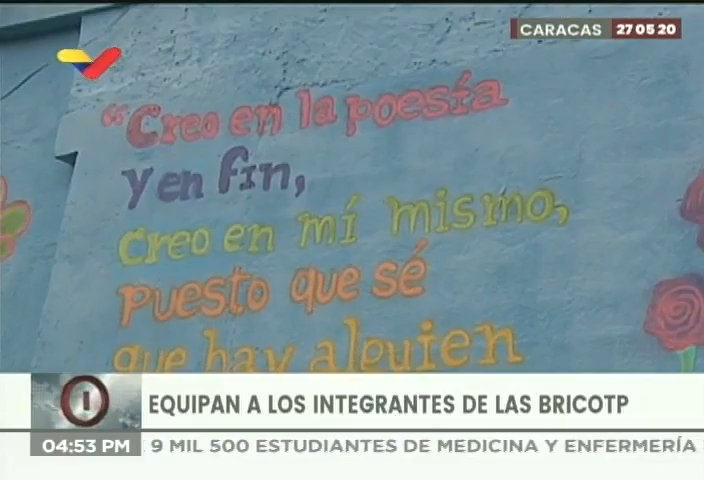 CARACAS 27 05 20
“Creo en la poesía
y en fin,
creo en mí mismo,
puesto que sé
que hay alguien
EQUIPAN A LOS INTEGRANTES DE LAS BRICOTP
04:53 PM 9 MIL 500 ESTUDIANTES DE MEDICINA Y ENFERMERÍA